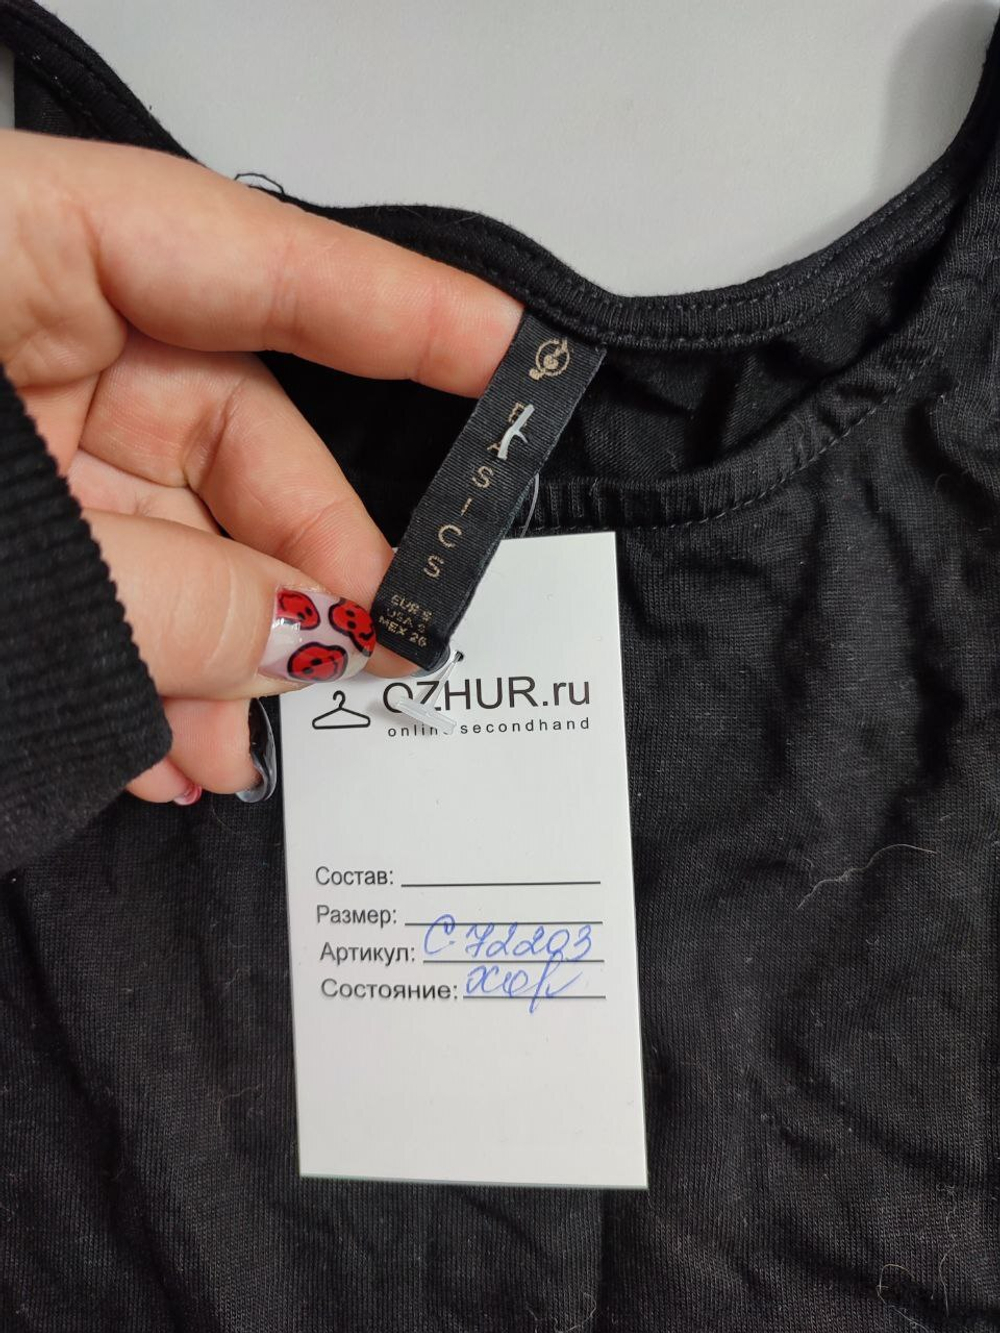 BASICS
EUR S
USA S
MEX 26
OZHUR.ru
online secondhand
Состав:
Размер:
Артикул: С 72203
Состояние: хор